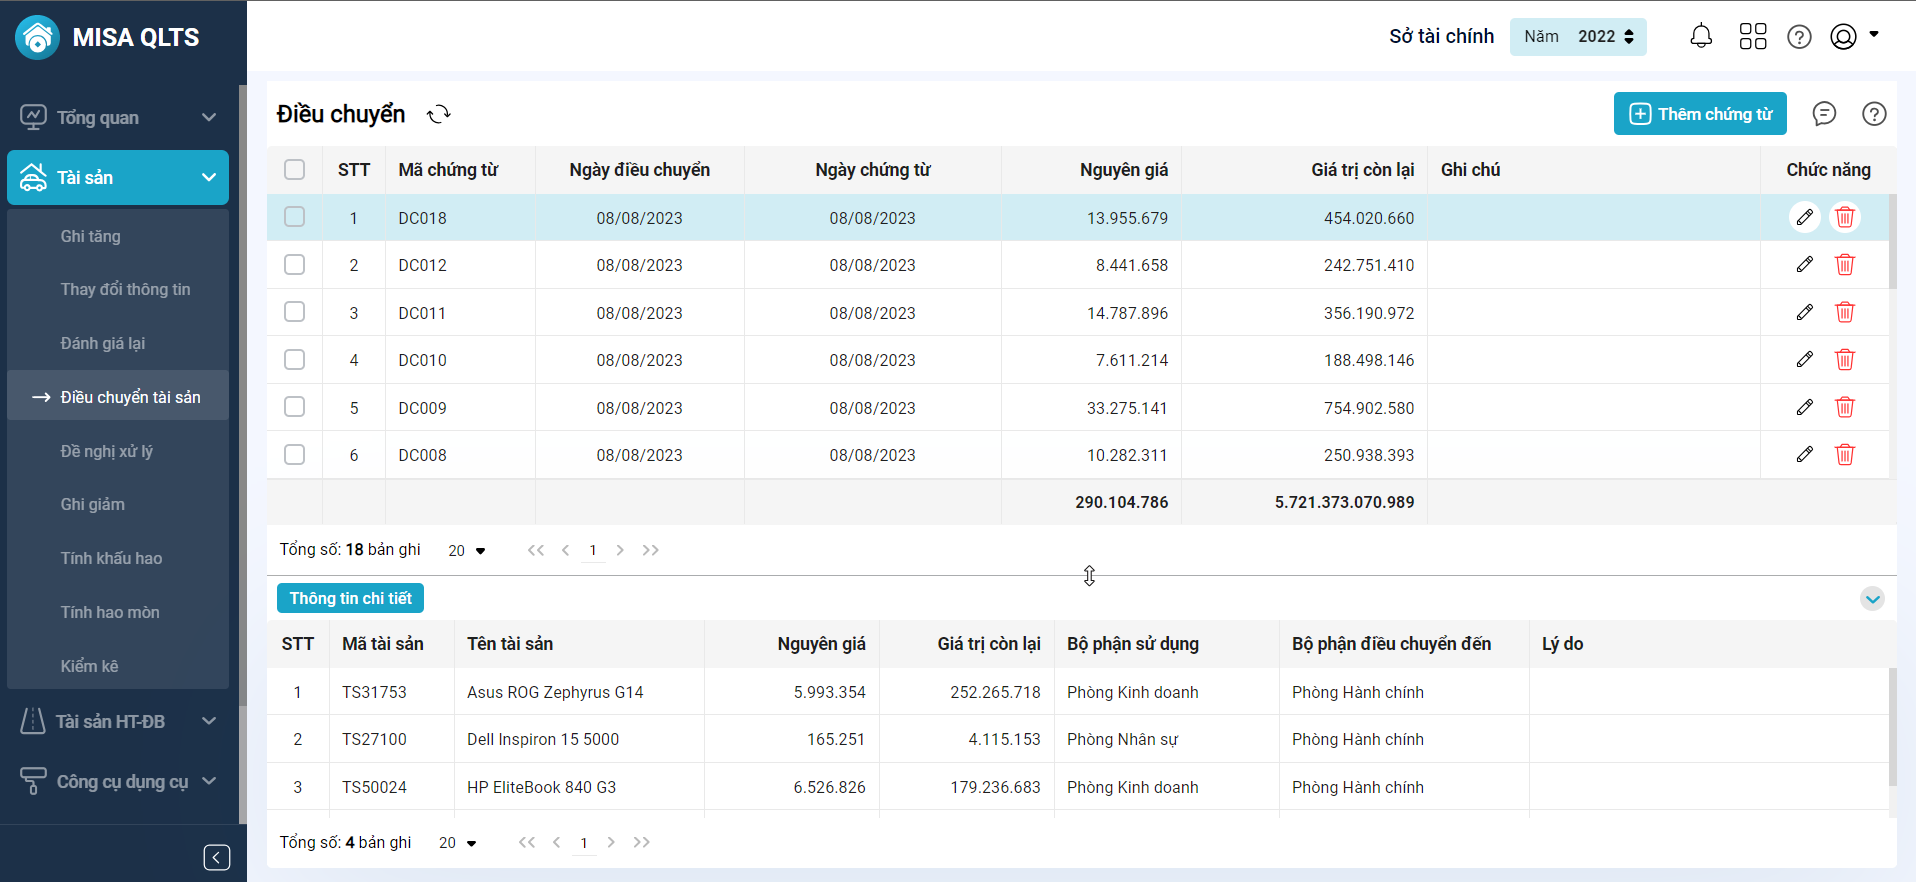 MISA QLTS
Sở tài chính Năm 2022
Tổng quan
Tài sản
Ghi tăng
Thay đổi thông tin
Đánh giá lại
Điều chuyển tài sản
Đề nghị xử lý
Ghi giảm
Tính khấu hao
Tính hao mòn
Kiểm kê
Tài sản HT-ĐB
Công cụ dụng cụ
Điều chuyển
Thêm chứng từ
STT Mã chứng từ Ngày điều chuyển Ngày chứng từ Nguyên giá Giá trị còn lại Ghi chú Chức năng
1 DC018 08/08/2023 08/08/2023 13.955.679 454.020.660
2 DC012 08/08/2023 08/08/2023 8.441.658 242.751.410
3 DC011 08/08/2023 08/08/2023 14.787.896 356.190.972
4 DC010 08/08/2023 08/08/2023 7.611.214 188.498.146
5 DC009 08/08/2023 08/08/2023 33.275.141 754.902.580
6 DC008 08/08/2023 08/08/2023 10.282.311 250.938.393
290.104.786 5.721.373.070.989
Tổng số: 18 bản ghi 20 1
Thông tin chi tiết
STT Mã tài sản Tên tài sản Nguyên giá Giá trị còn lại Bộ phận sử dụng Bộ phận điều chuyển đến Lý do
1 TS31753 Asus ROG Zephyrus G14 5.993.354 252.265.718 Phòng Kinh doanh Phòng Hành chính
2 TS27100 Dell Inspiron 15 5000 165.251 4.115.153 Phòng Nhân sự Phòng Hành chính
3 TS50024 HP EliteBook 840 G3 6.526.826 179.236.683 Phòng Kinh doanh Phòng Hành chính
Tổng số: 4 bản ghi 20 1